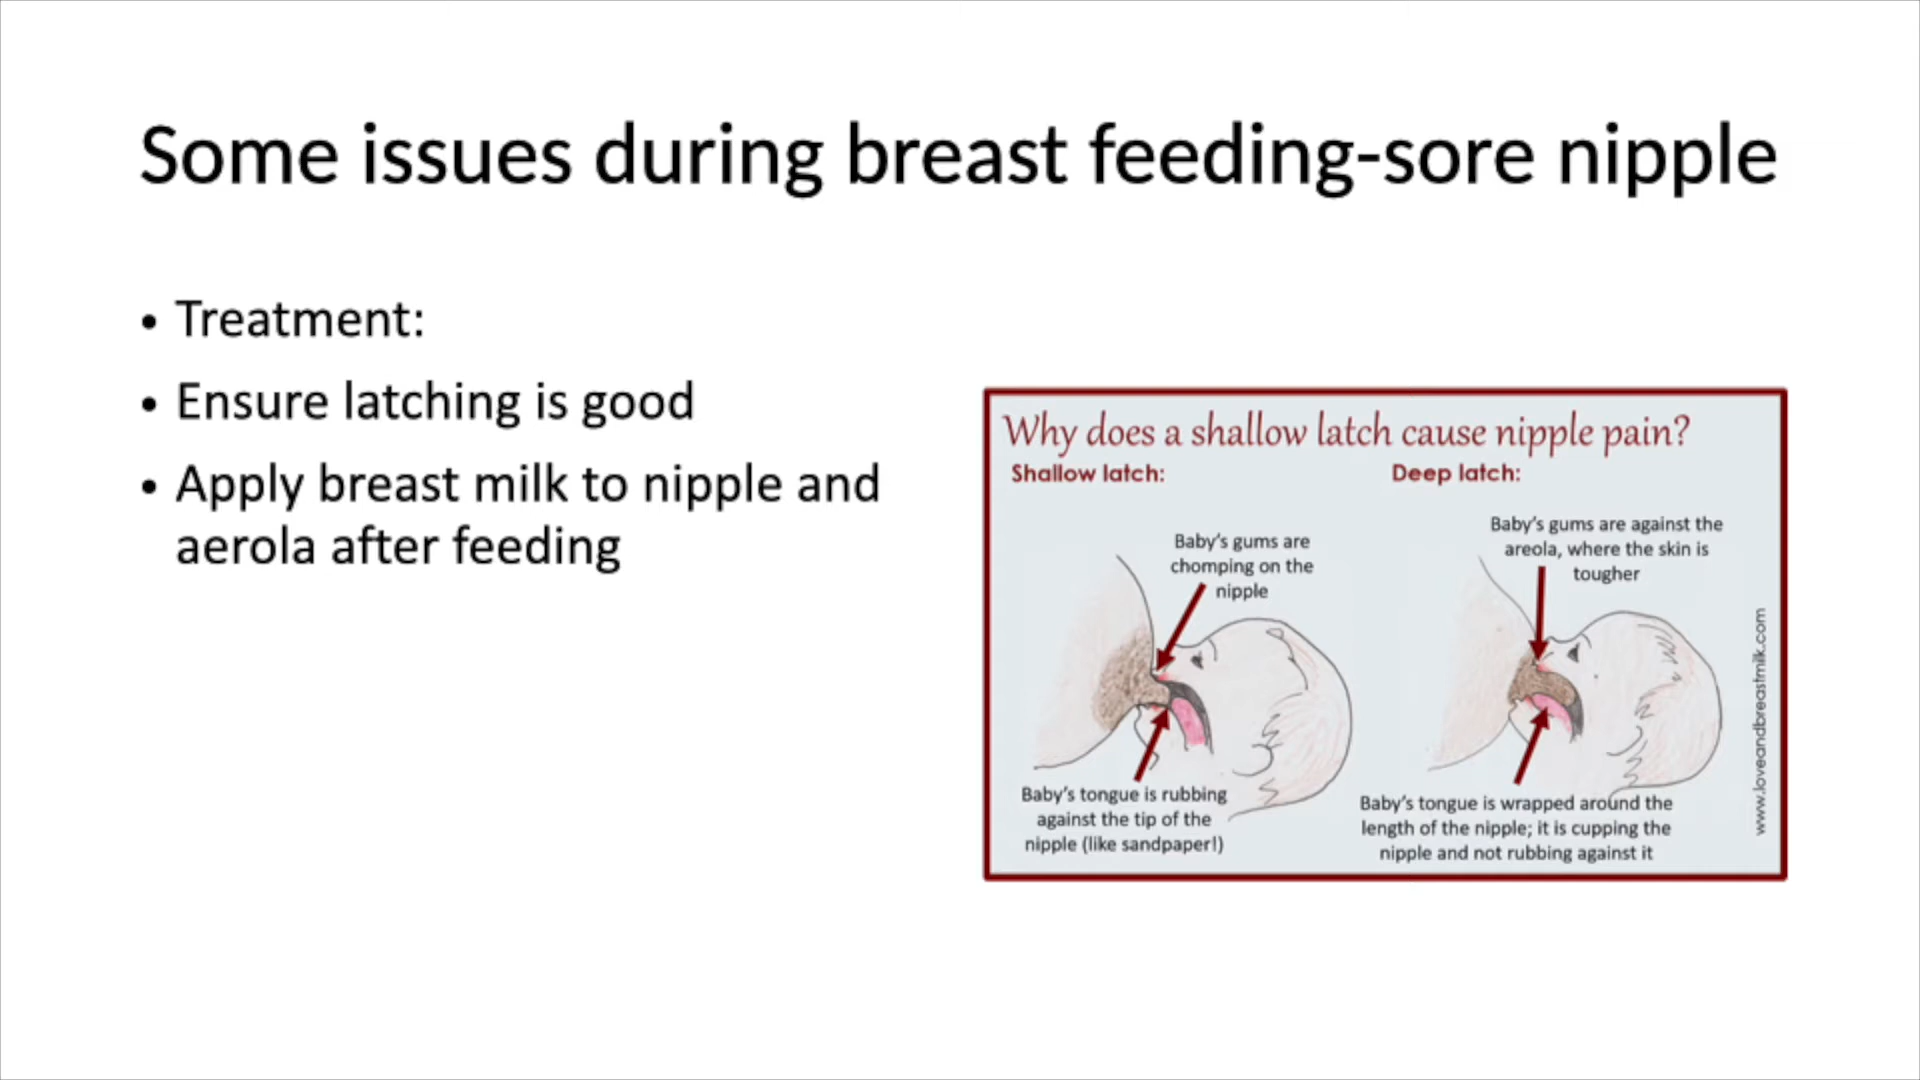 Some issues during breast feeding-sore nipple
• Treatment:
• Ensure latching is good
• Apply breast milk to nipple and
aerola after feeding
Why does a shallow latch cause nipple pain?
Shallow latch:
Baby's gums are
chomping on the
nipple
Baby's tongue is rubbing
against the tip of the
nipple (like sandpaper!)
Deep latch:
Baby's gums are against the
areola, where the skin is
tougher
Baby's tongue is wrapped around the
length of the nipple; it is cupping the
nipple and not rubbing against it
www.loveandbreastmilk.com